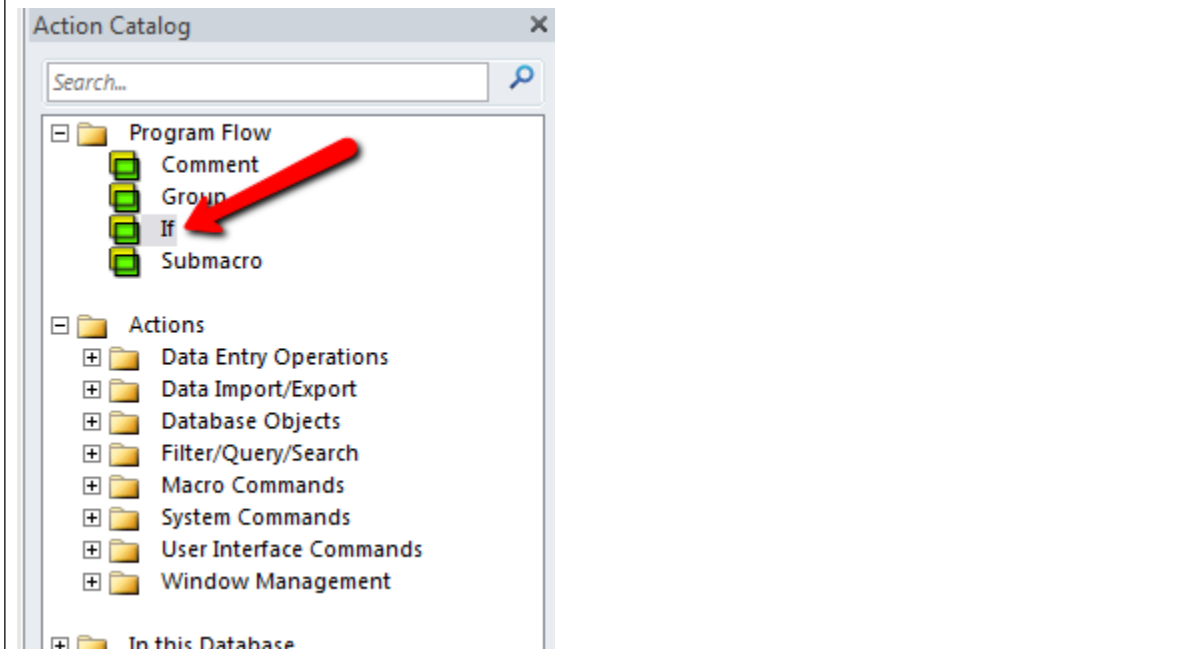 Action Catalog
Search...
Program Flow
Comment
Group
If
Submacro
Actions
Data Entry Operations
Data Import/Export
Database Objects
Filter/Query/Search
Macro Commands
System Commands
User Interface Commands
Window Management
In this Database